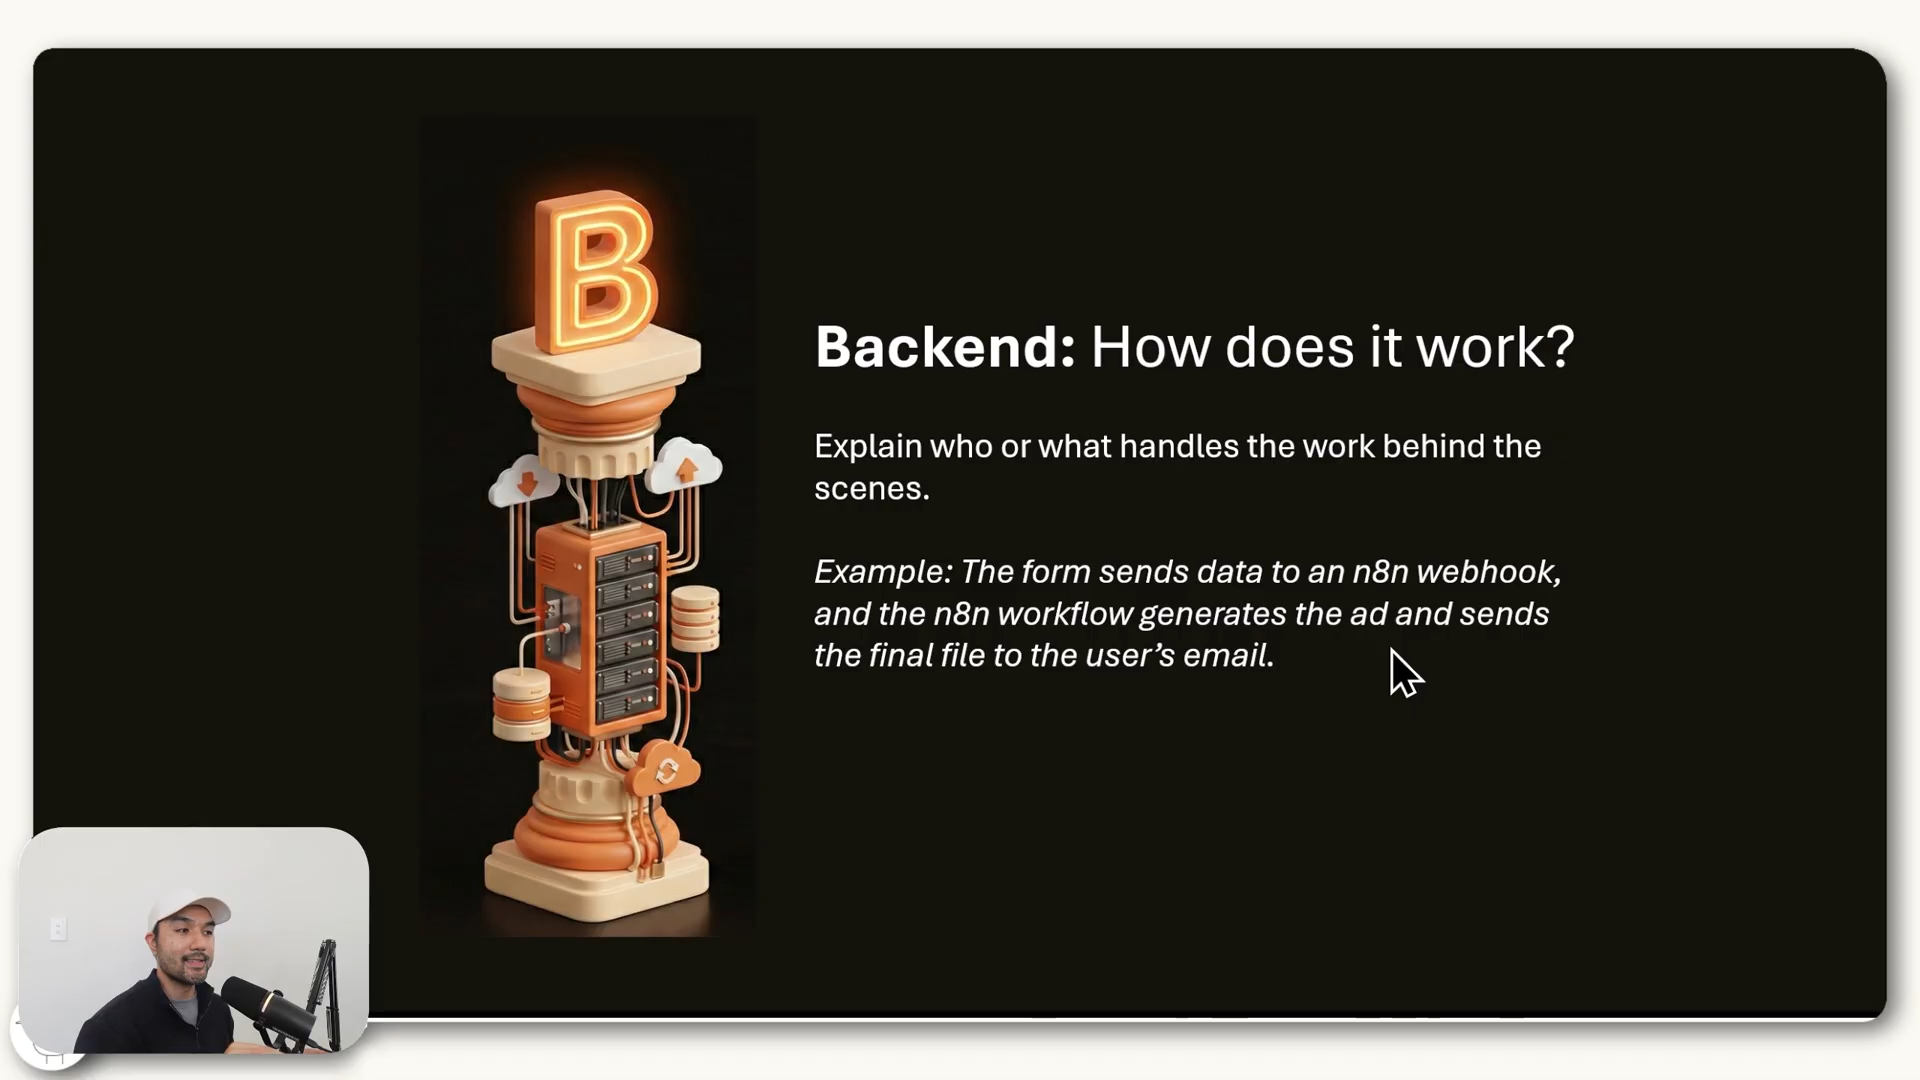 B
Backend: How does it work?
Explain who or what handles the work behind the
scenes.
Example: The form sends data to an n8n webhook,
and the n8n workflow generates the ad and sends
the final file to the user’s email.